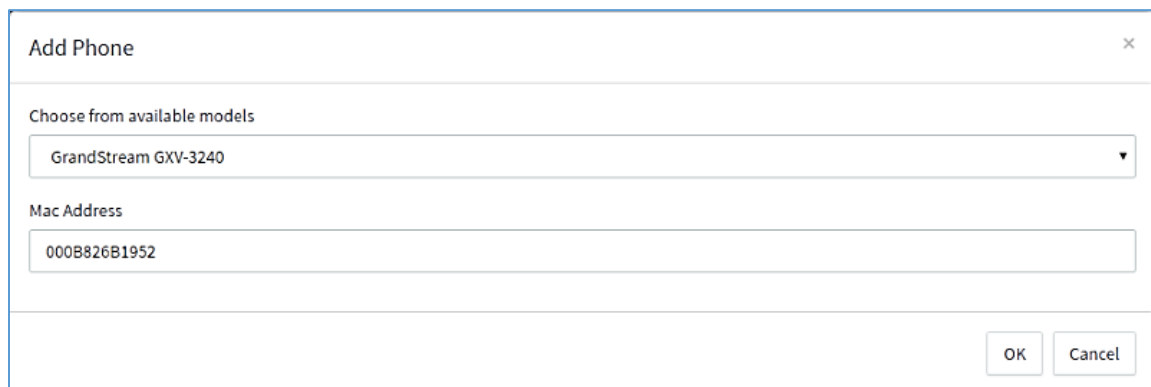 Add Phone
Choose from available models
GrandStream GXV-3240
Mac Address
000B826B1952
OK Cancel